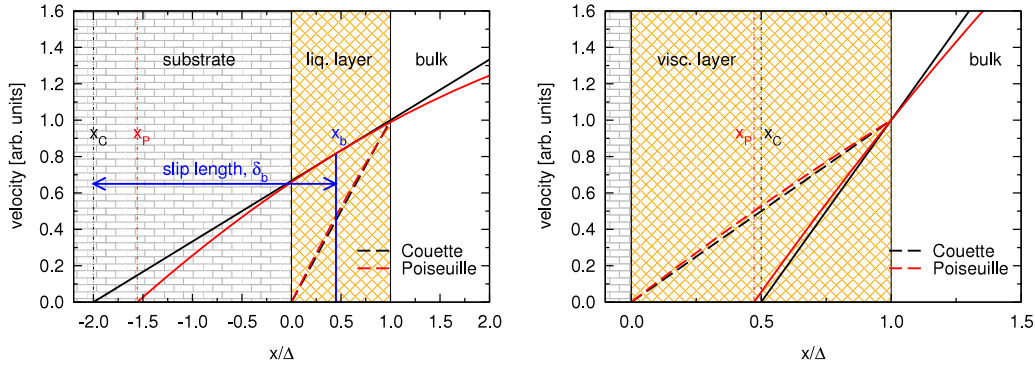 velocity [arb. units]
1.6
1.4
1.2
1.0
0.8
0.6
0.4
0.2
0.0
substrate
liq. layer
bulk
x_C
x_P
x_b
slip length, δ_b
Couette
Poiseuille
-2.0
-1.5
-1.0
-0.5
0.0
0.5
1.0
1.5
2.0
x/Δ
velocity [arb. units]
1.6
1.4
1.2
1.0
0.8
0.6
0.4
0.2
0.0
visc. layer
bulk
x_P
x_C
Couette
Poiseuille
0.0
0.5
1.0
1.5
x/Δ